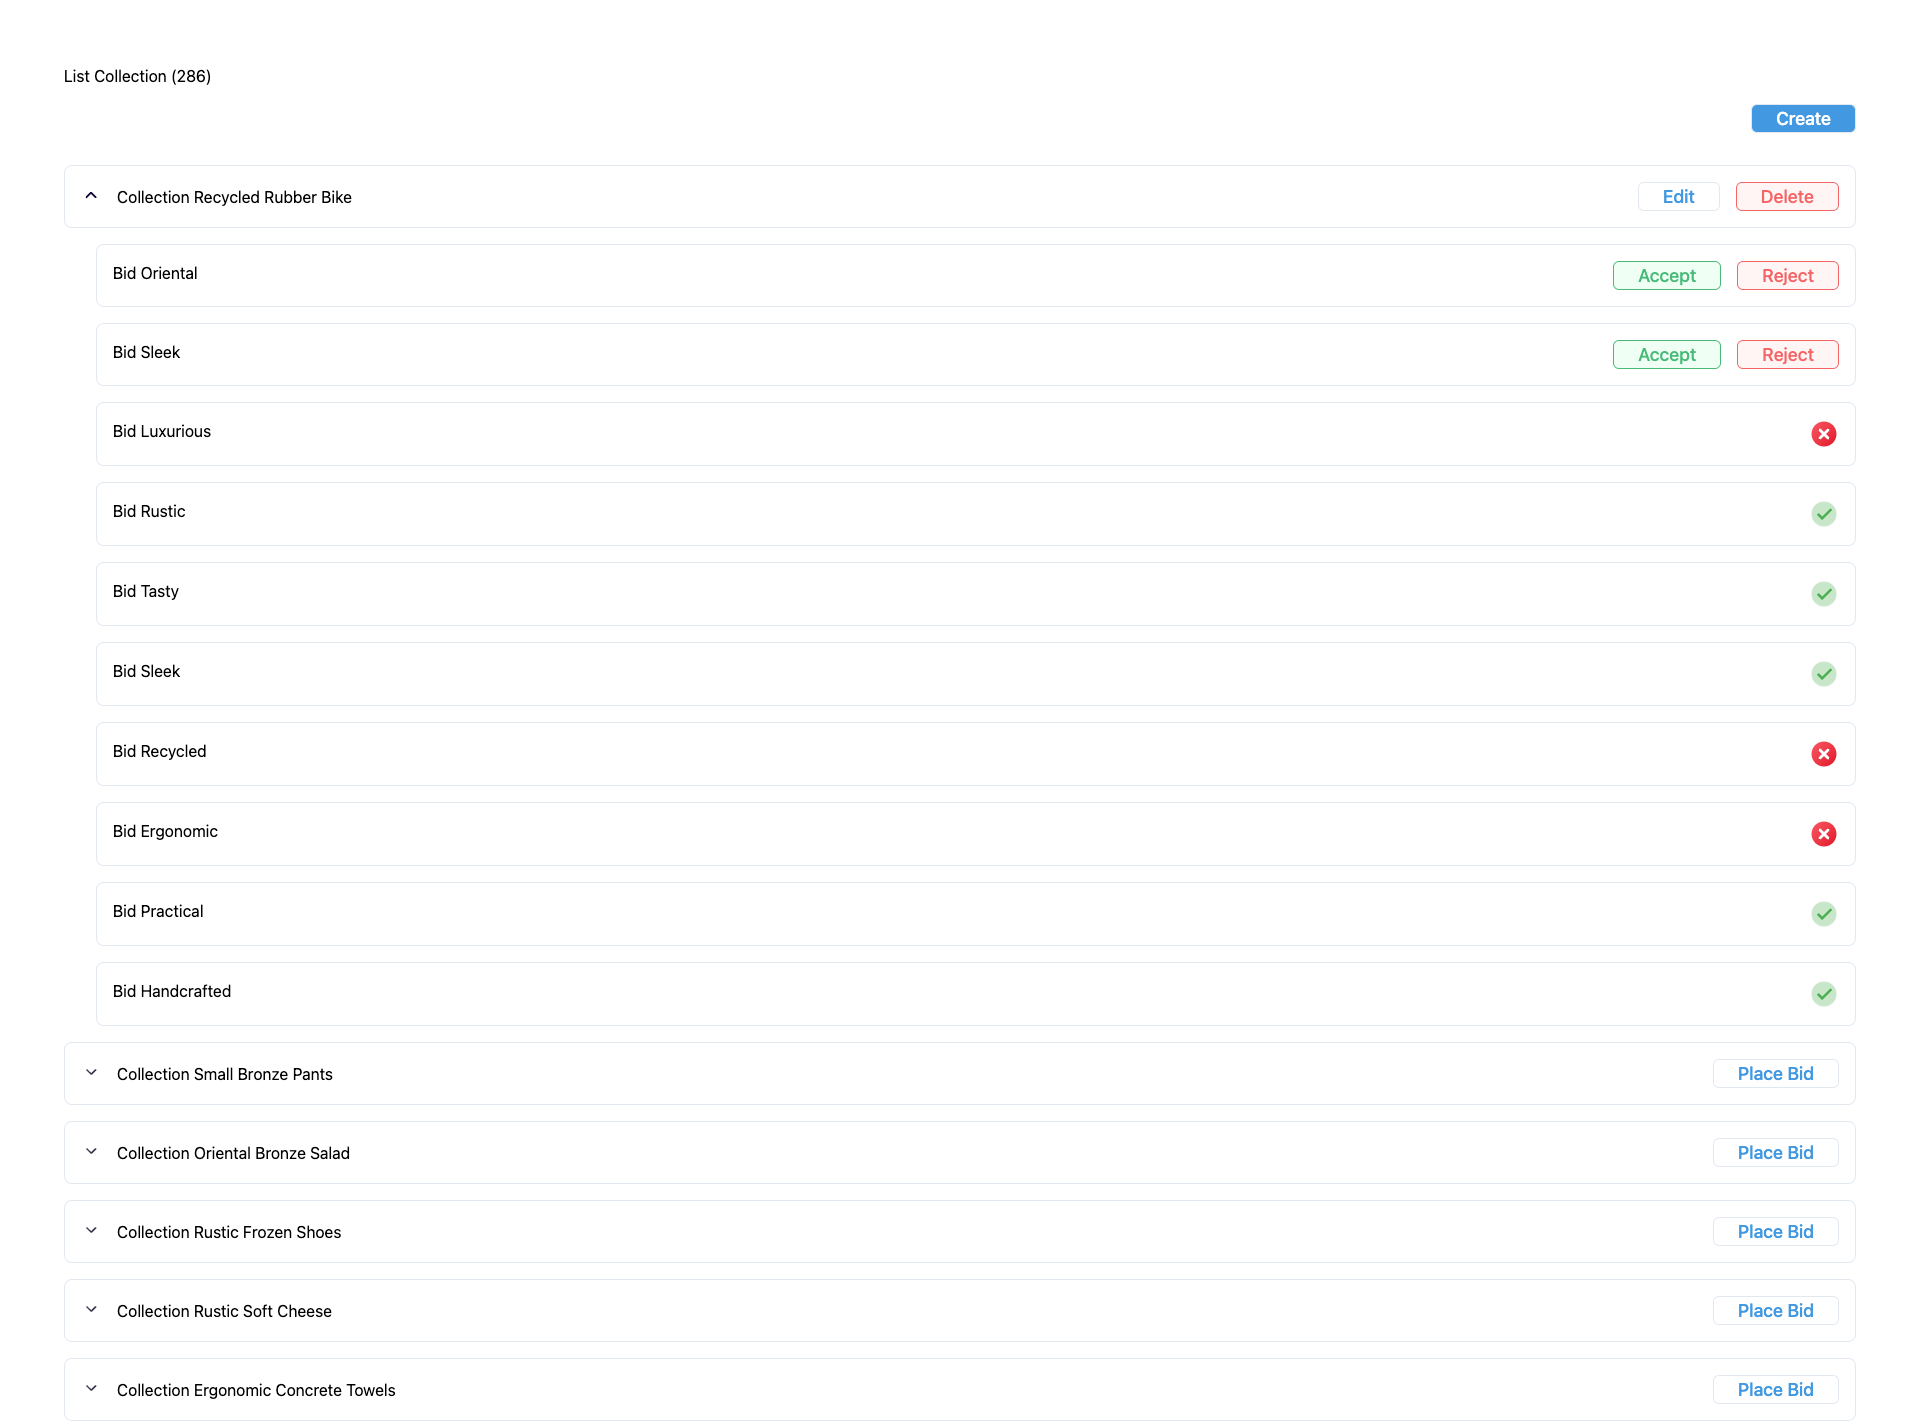 List Collection (286)
Create
Collection Recycled Rubber Bike Edit Delete
Bid Oriental Accept Reject
Bid Sleek Accept Reject
Bid Luxurious
Bid Rustic
Bid Tasty
Bid Sleek
Bid Recycled
Bid Ergonomic
Bid Practical
Bid Handcrafted
Collection Small Bronze Pants Place Bid
Collection Oriental Bronze Salad Place Bid
Collection Rustic Frozen Shoes Place Bid
Collection Rustic Soft Cheese Place Bid
Collection Ergonomic Concrete Towels Place Bid